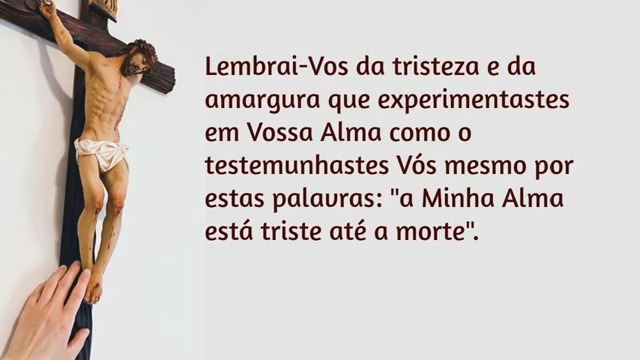 Lembrai-Vos da tristeza e da
amargura que experimentastes
em Vossa Alma como o
testemunhastes Vós mesmo por
estas palavras: "a Minha Alma
está triste até a morte".